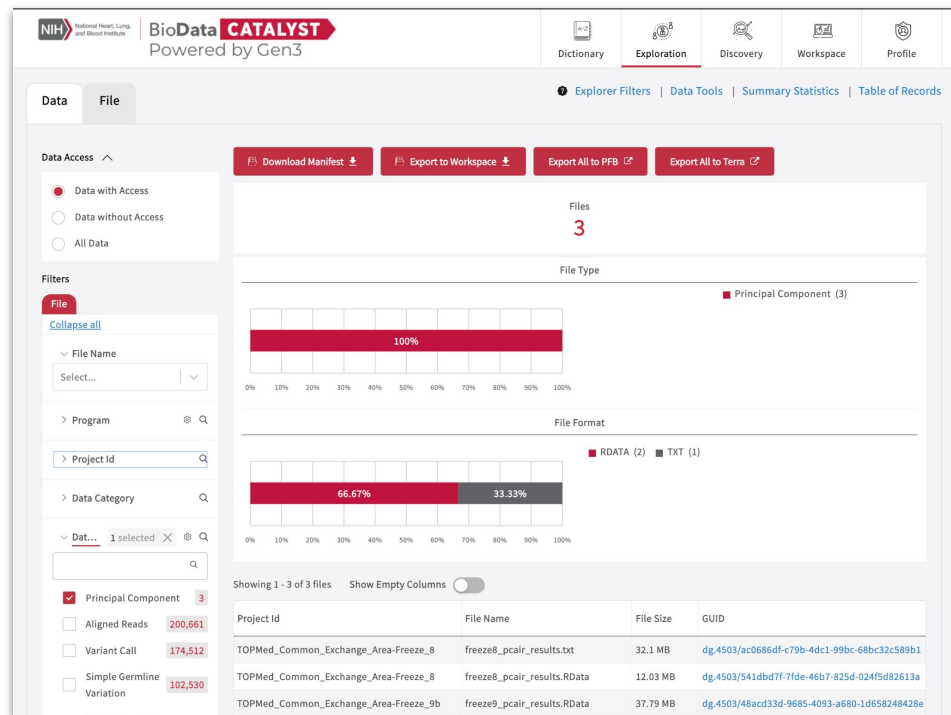 NIH National Heart, Lung, and Blood Institute
BioData CATALYST
Powered by Gen3
A-Z
Dictionary Exploration Discovery Workspace Profile
Data File
? Explorer Filters | Data Tools | Summary Statistics | Table of Records
Data Access
Data with Access
Data without Access
All Data
Filters
File
Collapse all
File Name
Select...
Program
Project Id
Data Category
Dat... 1 selected
Principal Component 3
Aligned Reads 200,661
Variant Call 174,512
Simple Germline Variation 102,530
Download Manifest Export to Workspace Export All to PFB Export All to Terra
Files
3
File Type
Principal Component (3)
100%
0% 10% 20% 30% 40% 50% 60% 70% 80% 90% 100%
File Format
RDATA (2) TXT (1)
66.67% 33.33%
0% 10% 20% 30% 40% 50% 60% 70% 80% 90% 100%
Showing 1 - 3 of 3 files Show Empty Columns
Project Id File Name File Size GUID
TOPMed_Common_Exchange_Area-Freeze_8 freeze8_pcair_results.txt 32.1 MB dg.4503/ac0686df-c79b-4dc1-99bc-68bc32c589b1
TOPMed_Common_Exchange_Area-Freeze_8 freeze8_pcair_results.RData 12.03 MB dg.4503/541dbd7f-7fde-46b7-825d-024f5d82613a
TOPMed_Common_Exchange_Area-Freeze_9b freeze9_pcair_results.RData 37.79 MB dg.4503/48acd33d-9685-4093-a680-1d658248428e